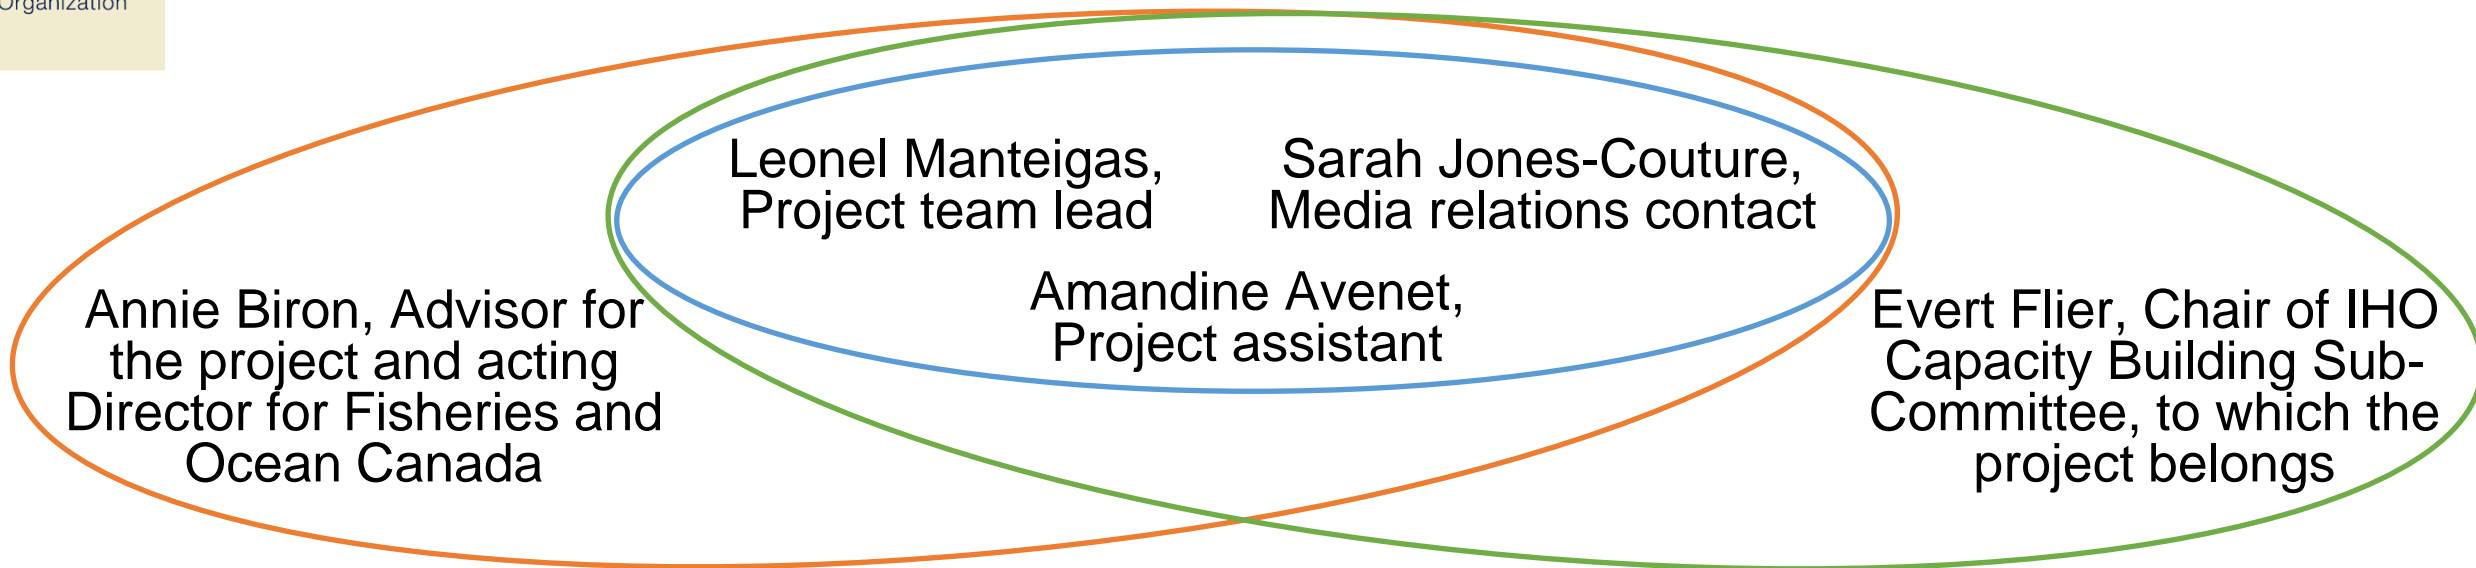 Organization
Leonel Manteigas,
Project team lead
Sarah Jones-Couture,
Media relations contact
Amandine Avenet,
Project assistant
Annie Biron, Advisor for
the project and acting
Director for Fisheries and
Ocean Canada
Evert Flier, Chair of IHO
Capacity Building Sub-
Committee, to which the
project belongs